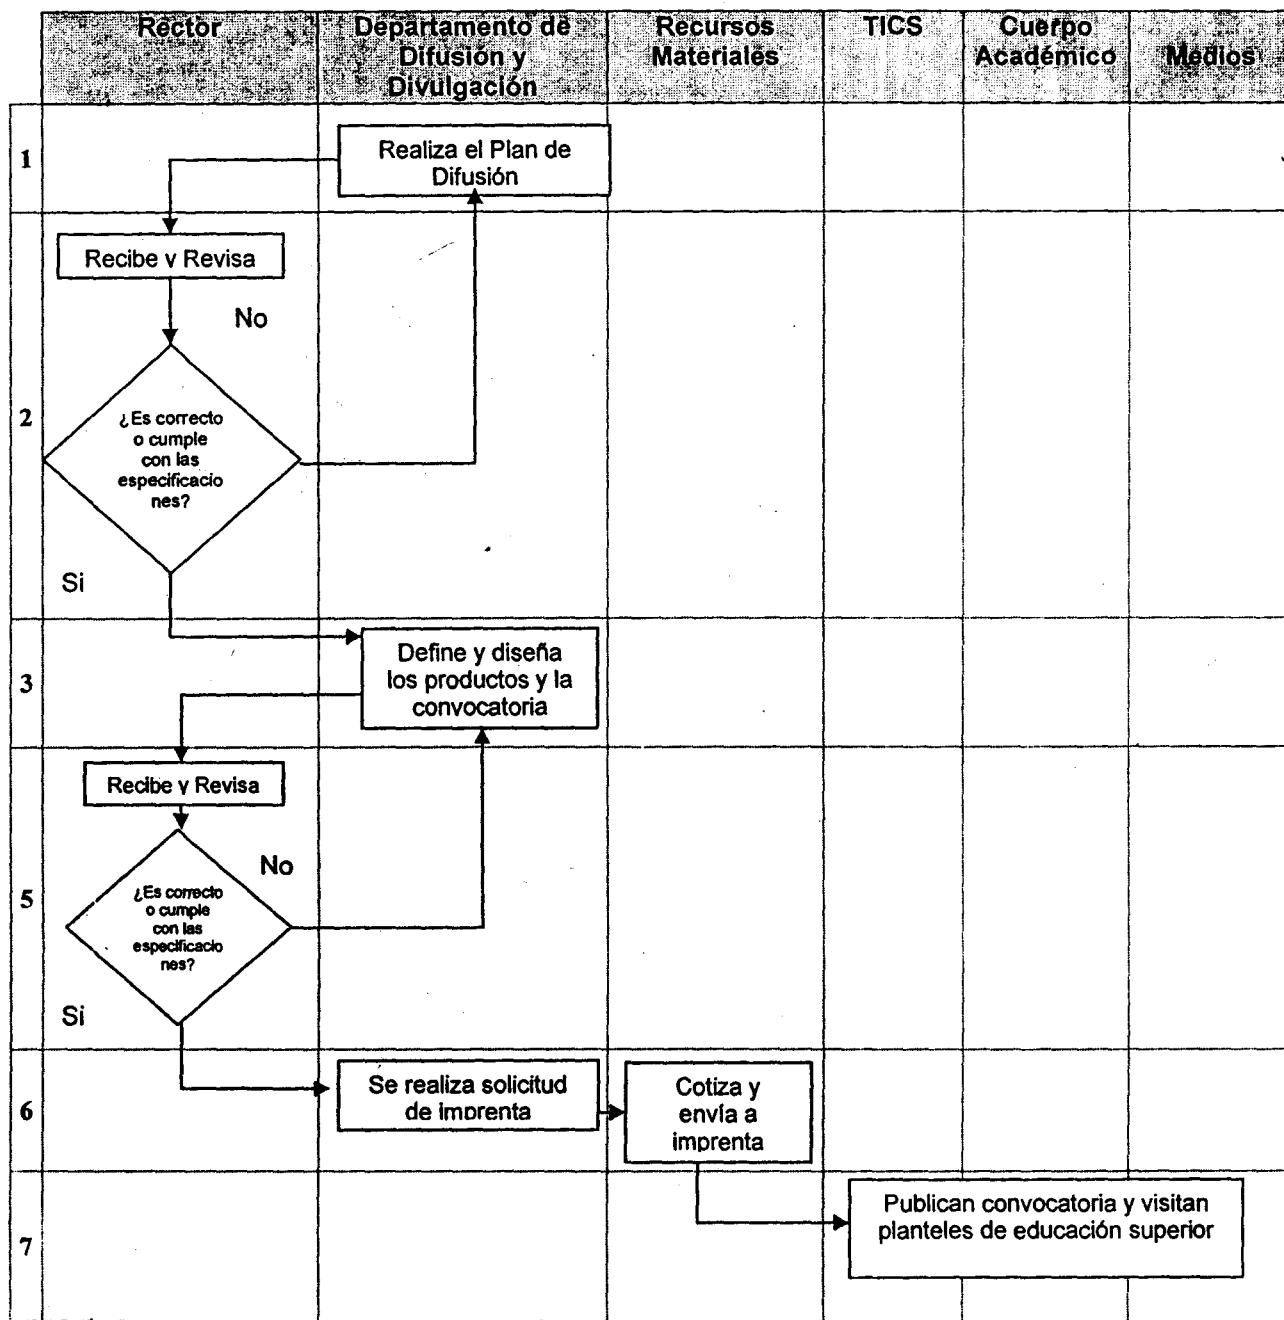 Rector
Departamento de
Difusión y
Divulgación
Recursos
Materiales
TICS
Cuerpo
Académico
Medios
1
Realiza el Plan de
Difusión
Recibe y Revisa
No
2
¿Es correcto
o cumple
con las
especificacio
nes?
Si
3
Define y diseña
los productos y la
convocatoria
Recibe y Revisa
No
5
¿Es correcto
o cumple
con las
especificacio
nes?
Si
6
Se realiza solicitud
de imprenta
Cotiza y
envía a
imprenta
7
Publican convocatoria y visitan
planteles de educación superior